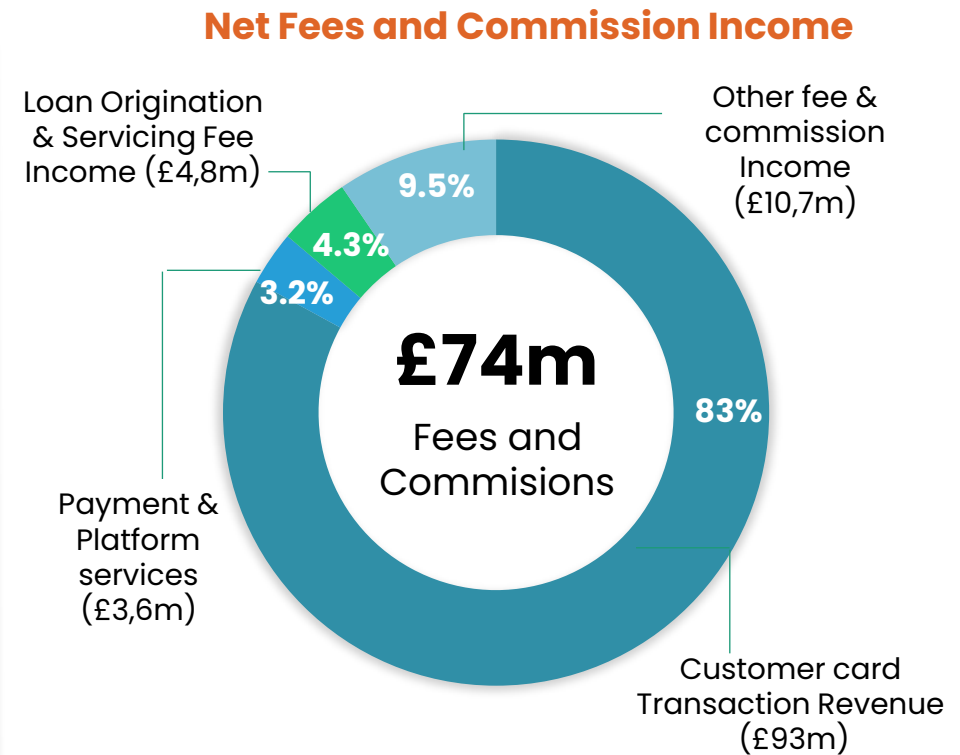 Net Fees and Commission Income
Loan Origination
& Servicing Fee
Income (£4,8m)
Other fee &
commission
Income
(£10,7m)
9.5%
4.3%
3.2%
£74m
Fees and
Commisions
83%
Payment &
Platform
services
(£3,6m)
Customer card
Transaction Revenue
(£93m)